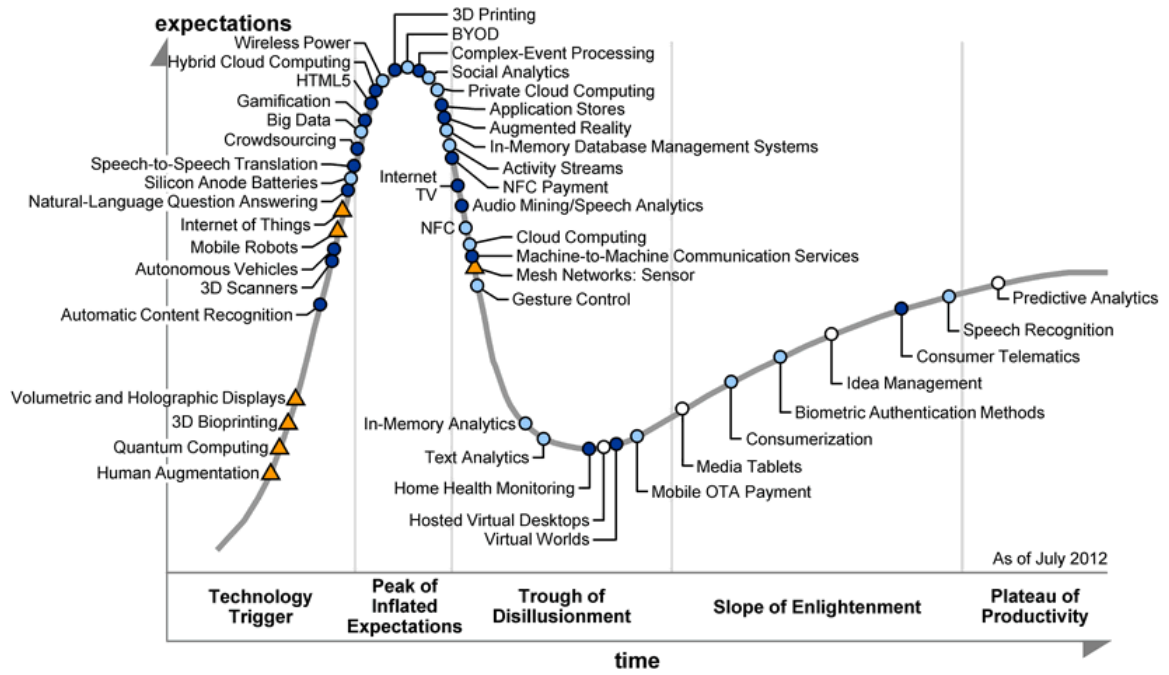 expectations
Wireless Power
Hybrid Cloud Computing
HTML5
Gamification
Big Data
Crowdsourcing
Speech-to-Speech Translation
Silicon Anode Batteries
Natural-Language Question Answering
Internet of Things
Mobile Robots
Autonomous Vehicles
3D Scanners
Automatic Content Recognition
Volumetric and Holographic Displays
3D Bioprinting
Quantum Computing
Human Augmentation
3D Printing
BYOD
Complex-Event Processing
Social Analytics
Private Cloud Computing
Application Stores
Augmented Reality
In-Memory Database Management Systems
Activity Streams
NFC Payment
Internet
TV
Audio Mining/Speech Analytics
NFC
Cloud Computing
Machine-to-Machine Communication Services
Mesh Networks: Sensor
Gesture Control
In-Memory Analytics
Text Analytics
Home Health Monitoring
Hosted Virtual Desktops
Virtual Worlds
Mobile OTA Payment
Media Tablets
Consumerization
Biometric Authentication Methods
Idea Management
Consumer Telematics
Speech Recognition
Predictive Analytics
As of July 2012
Technology
Trigger
Peak of
Inflated
Expectations
Trough of
Disillusionment
Slope of Enlightenment
Plateau of
Productivity
time